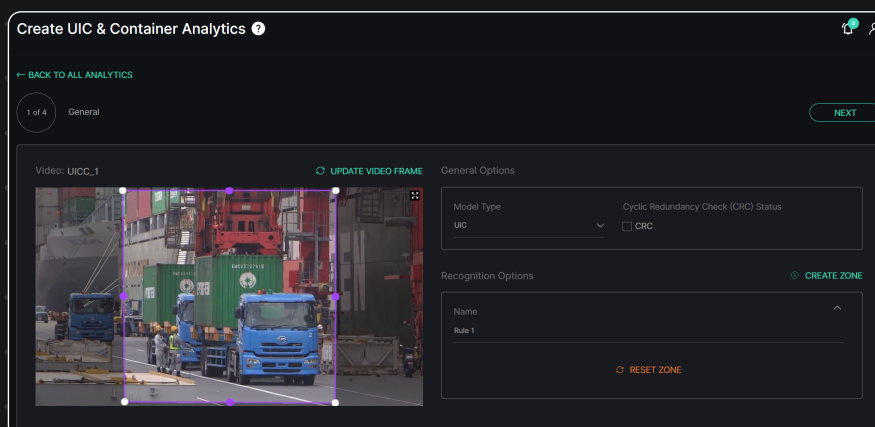 Create UIC & Container Analytics ?
← BACK TO ALL ANALYTICS
1 of 4
General
NEXT
Video: UICC_1
UPDATE VIDEO FRAME
General Options
Model Type
UIC
Cyclic Redundancy Check (CRC) Status
CRC
Recognition Options
CREATE ZONE
Name
Rule 1
RESET ZONE